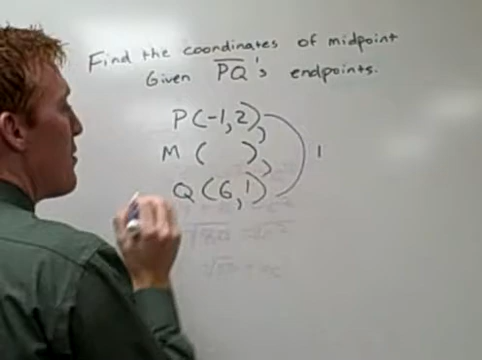 Find the coordinates of midpoint
Given PQ's endpoints.
P(-1,2)
M (    )
1
Q (6,1)